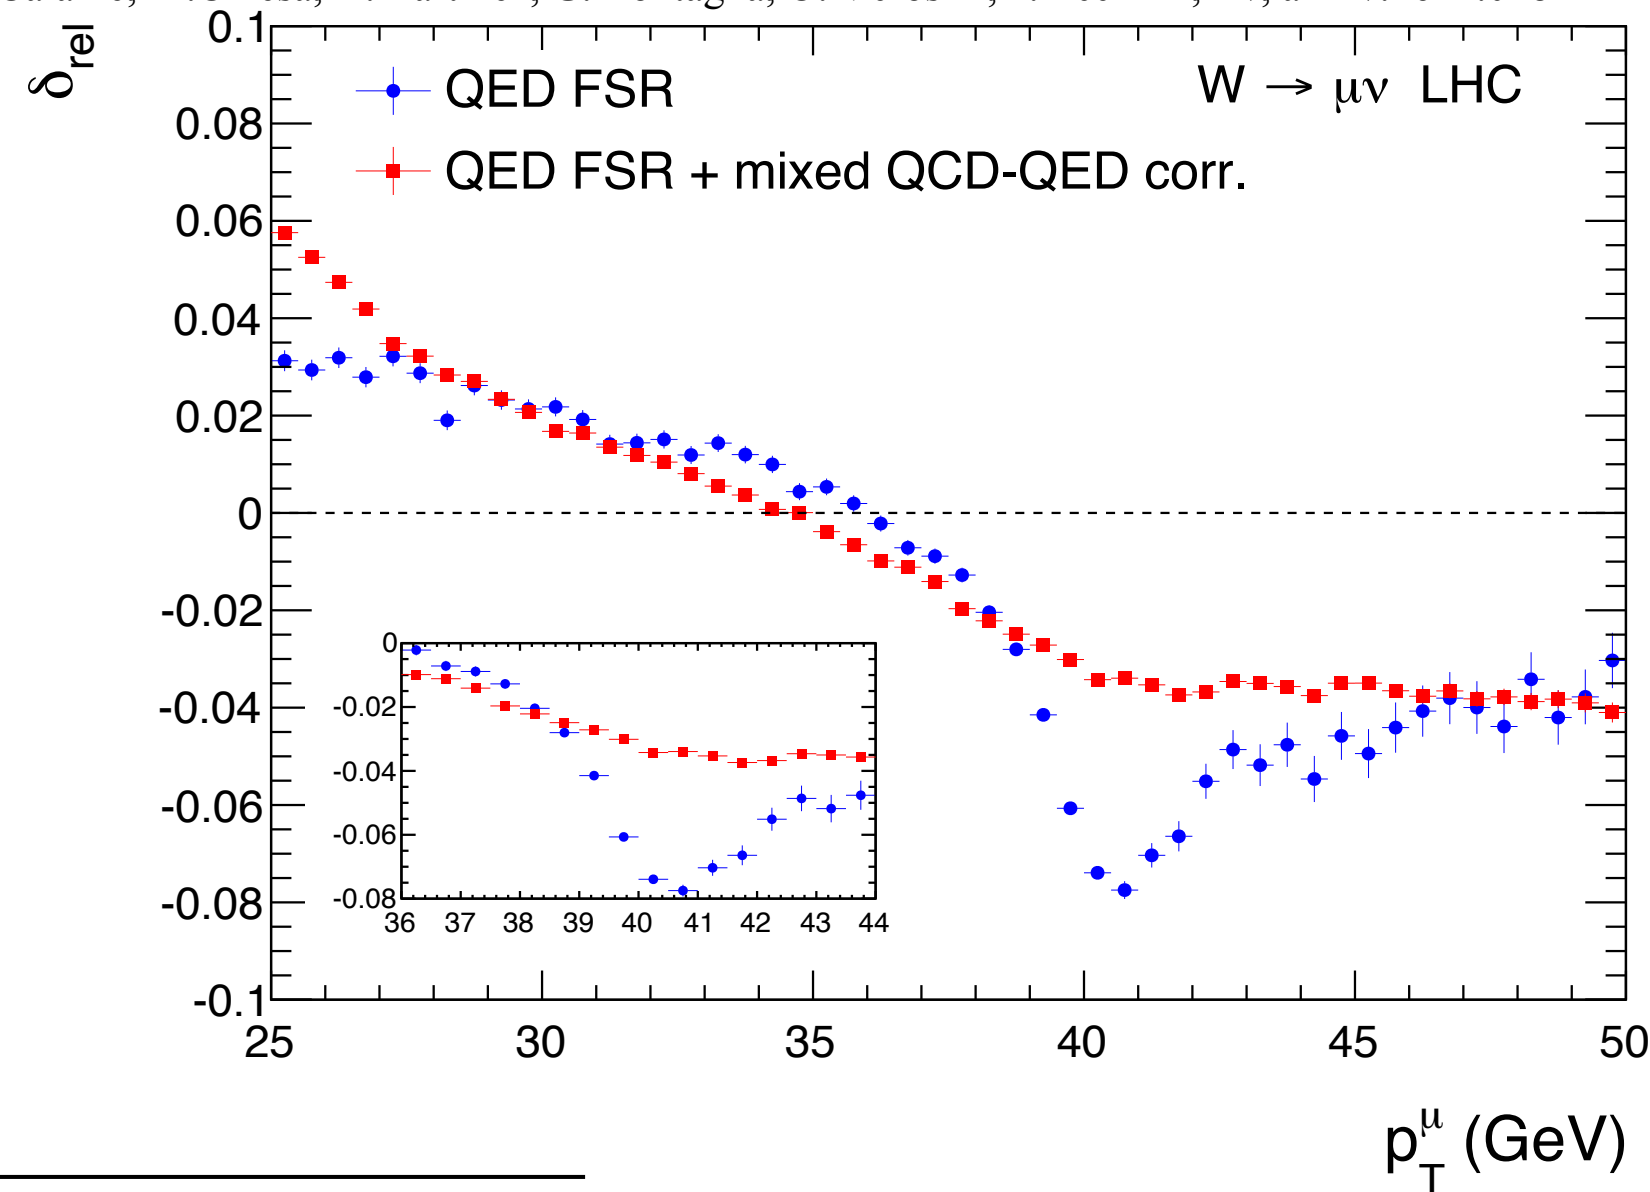 δrel
0.1
QED FSR
W → μν LHC
0.08
QED FSR + mixed QCD-QED corr.
0.06
0.04
0.02
0
-0.02
-0.04
-0.06
-0.08
-0.1
0
-0.02
-0.04
-0.06
-0.08
36 37 38 39 40 41 42 43 44
25 30 35 40 45 50
pTμ (GeV)